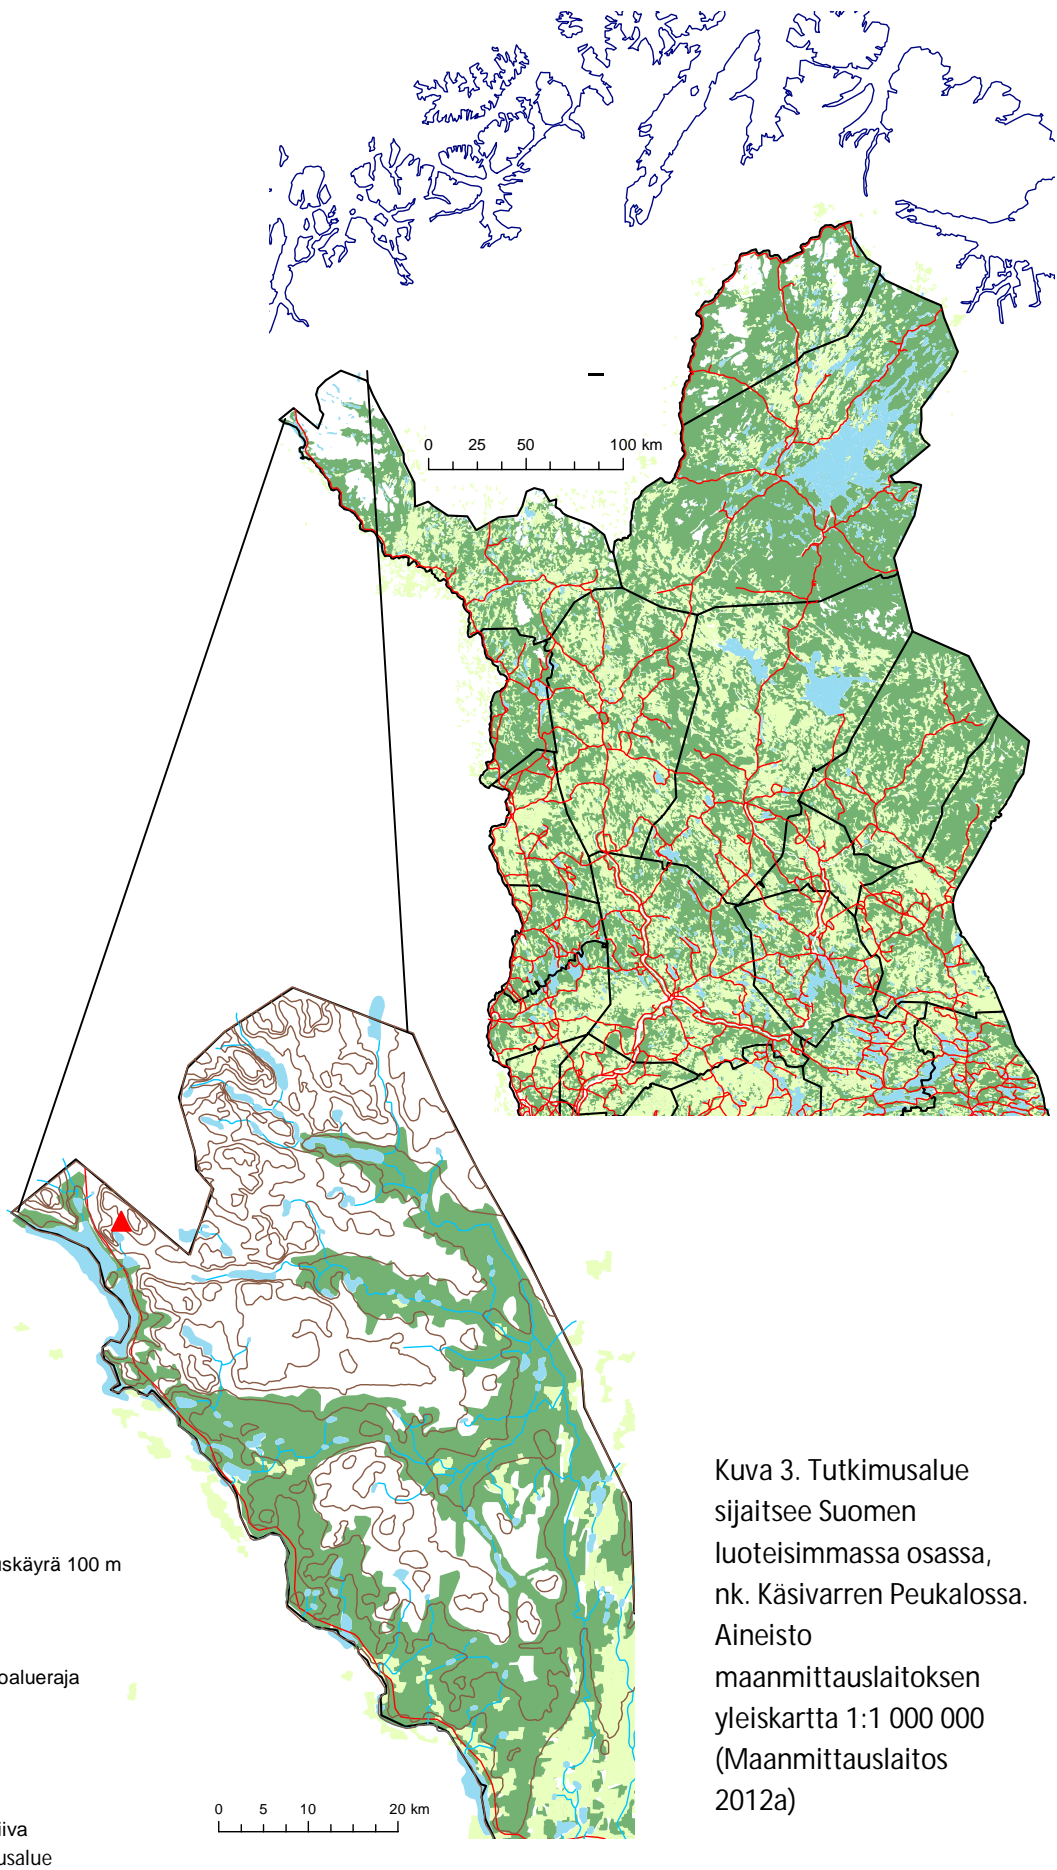 0 25 50 100 km
Kuva 3. Tutkimusalue
sijaitsee Suomen
luoteisimmassa osassa,
nk. Käsivarren Peukalossa.
Aineisto
maanmittauslaitoksen
yleiskartta 1:1 000 000
(Maanmittauslaitos
2012a)
uskäyrä 100 m
oalueraja
0 5 10 20 km
iiva
usalue